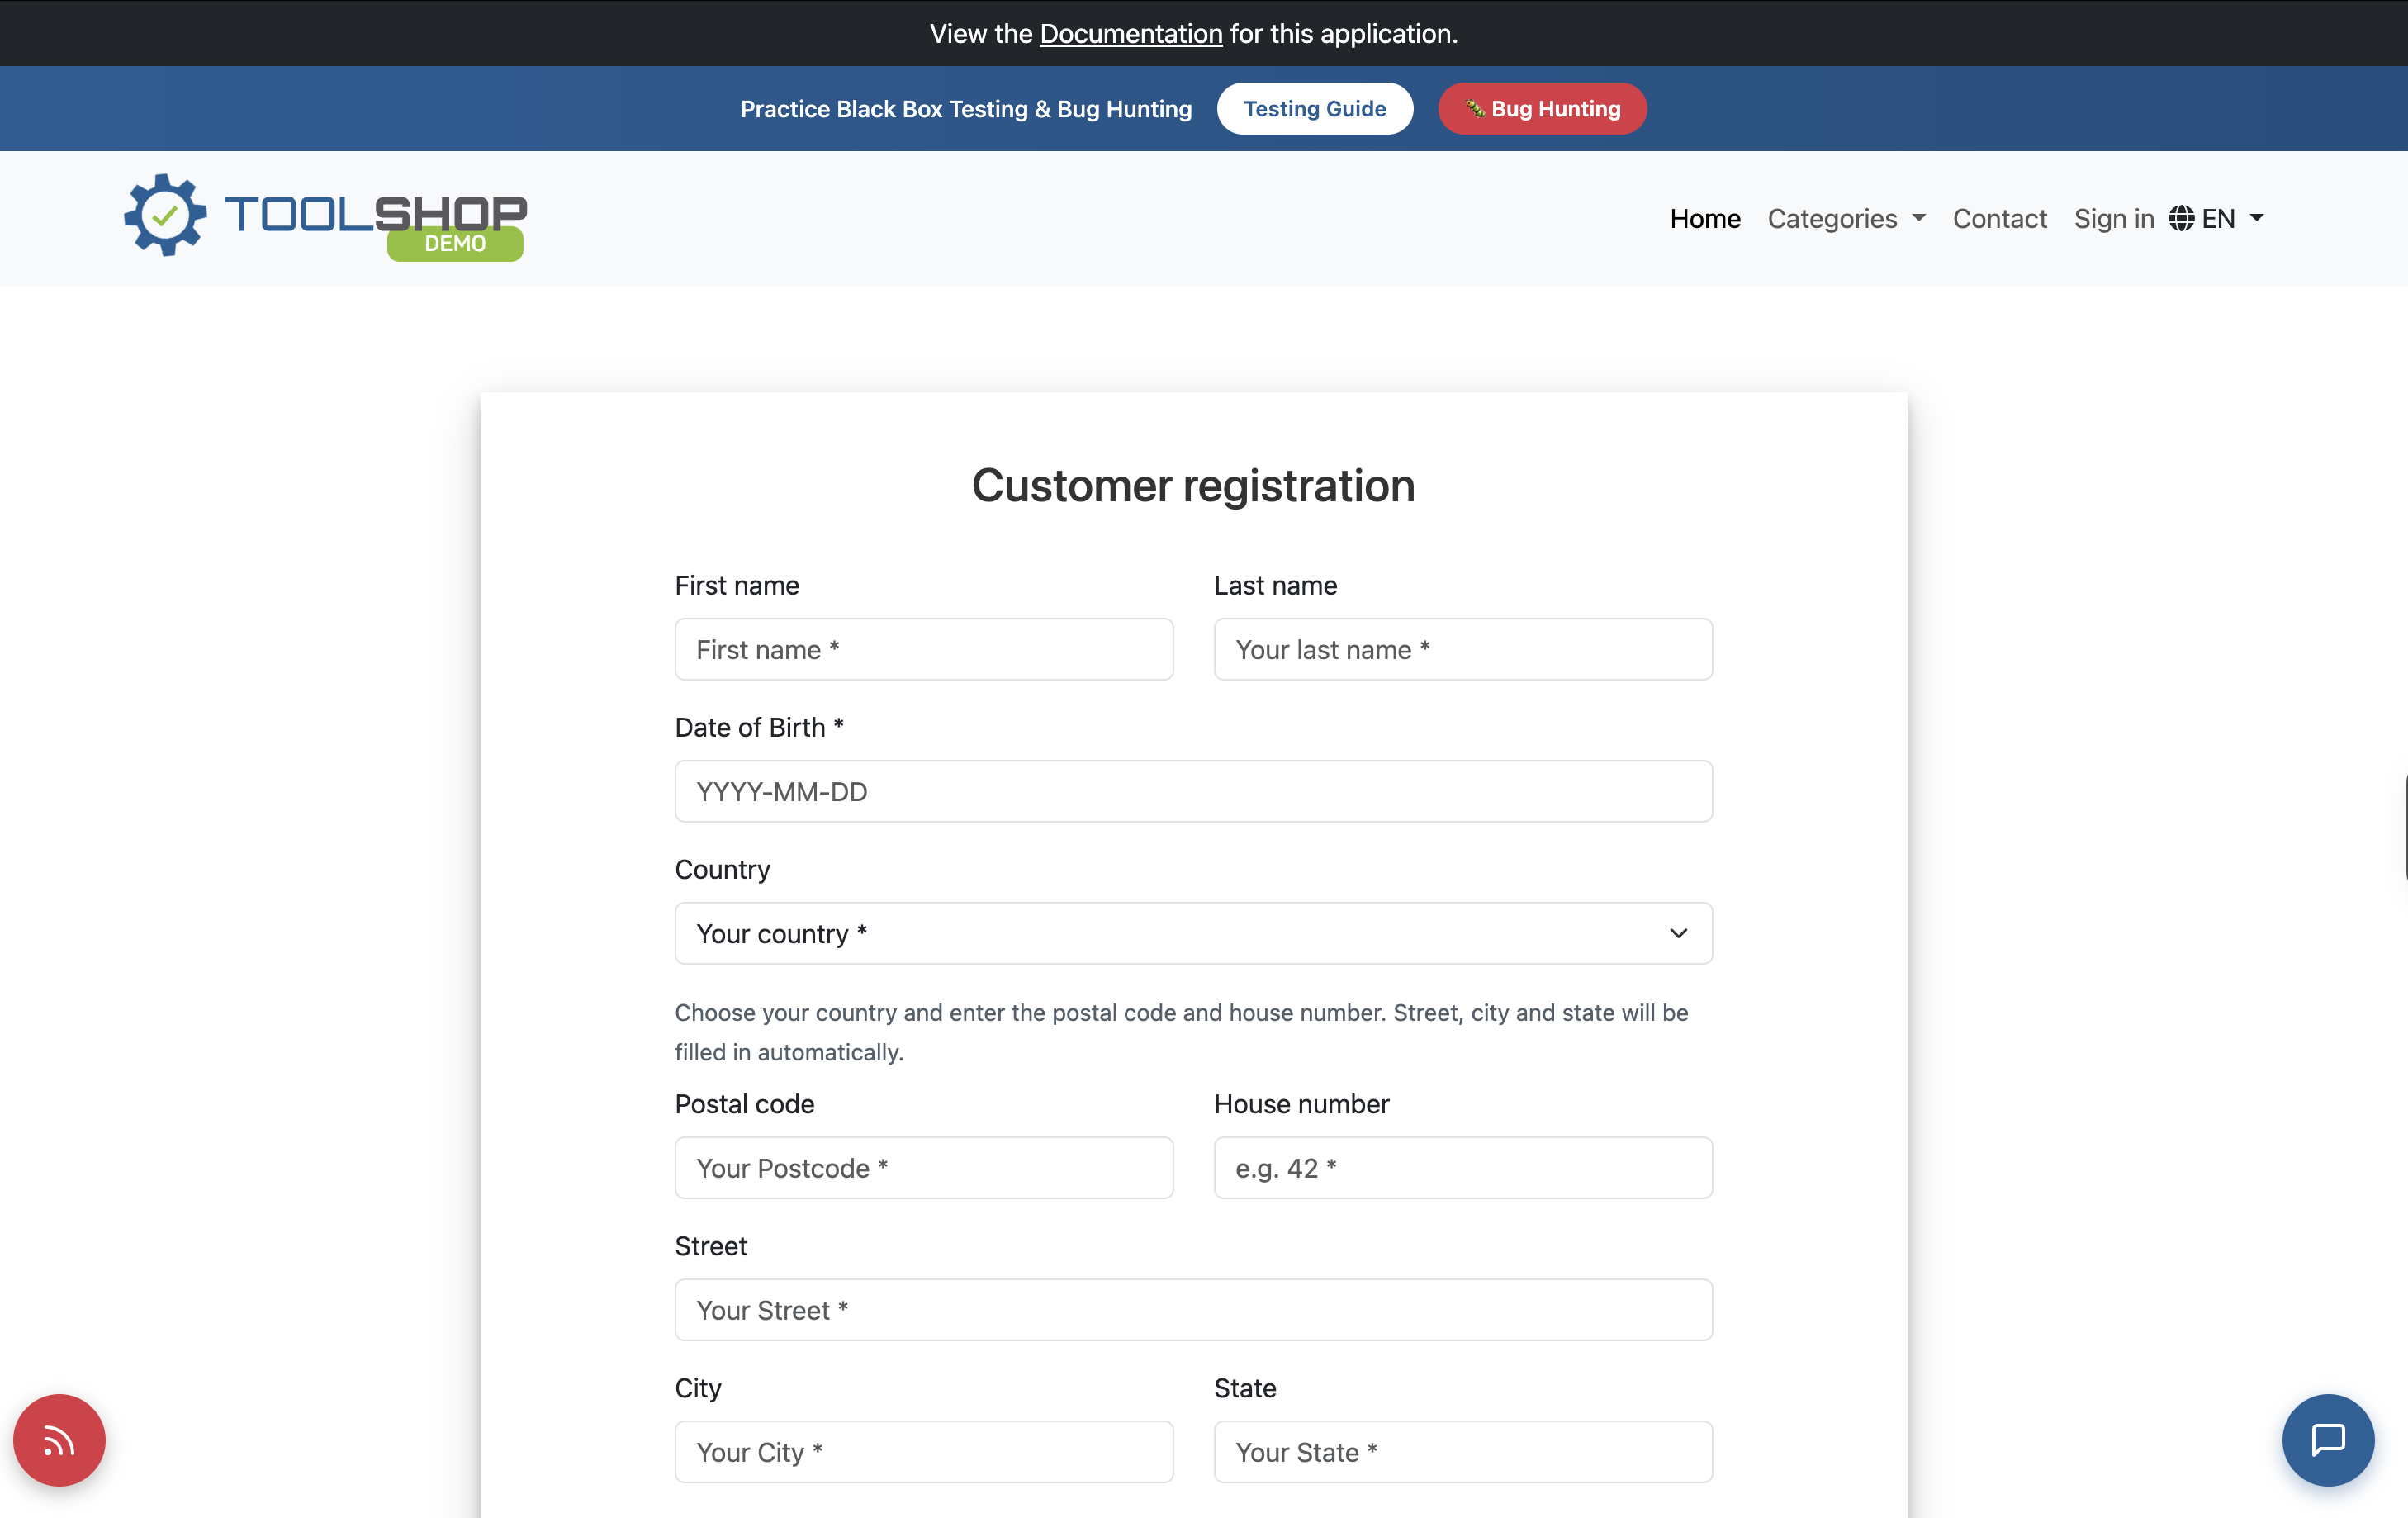 View the Documentation for this application.
Practice Black Box Testing & Bug Hunting Testing Guide Bug Hunting
TOOLSHOP
DEMO
Home Categories Contact Sign in EN
Customer registration
First name Last name
First name * Your last name *
Date of Birth *
YYYY-MM-DD
Country
Your country *
Choose your country and enter the postal code and house number. Street, city and state will be
filled in automatically.
Postal code House number
Your Postcode * e.g. 42 *
Street
Your Street *
City State
Your City * Your State *